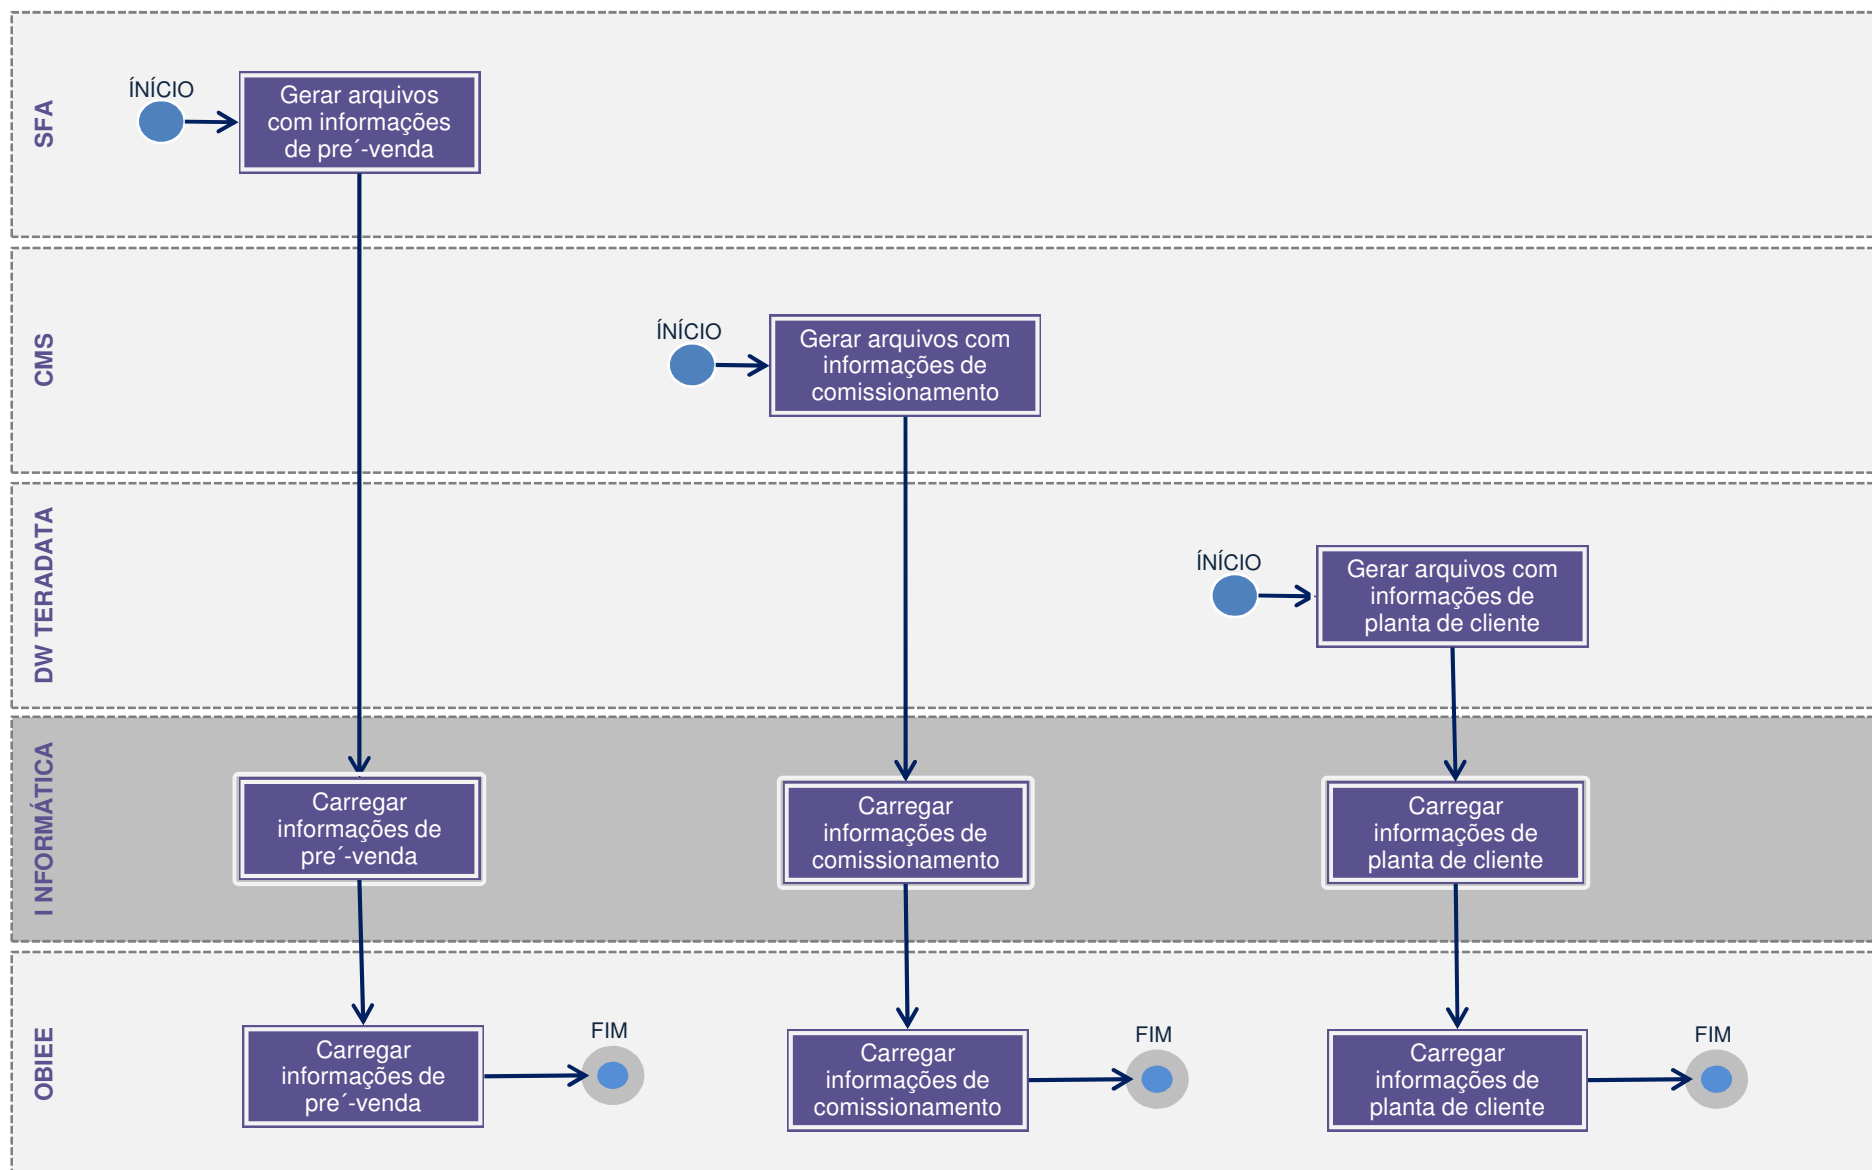 SFA
ÍNÍCIO
Gerar arquivos
com informações
de pre´-venda
CMS
ÍNÍCIO
Gerar arquivos com
informações de
comissionamento
DW TERADATA
ÍNÍCIO
Gerar arquivos com
informações de
planta de cliente
I NFORMÁTICA
Carregar
informações de
pre´-venda
Carregar
informações de
comissionamento
Carregar
informações de
planta de cliente
OBIEE
Carregar
informações de
pre´-venda
FIM
Carregar
informações de
comissionamento
FIM
Carregar
informações de
planta de cliente
FIM